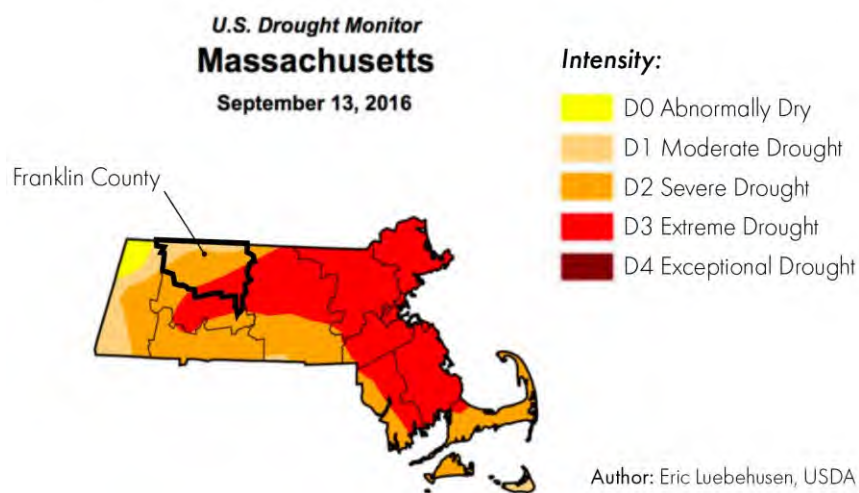 U.S. Drought Monitor
Massachusetts
September 13, 2016
Intensity:
D0 Abnormally Dry
D1 Moderate Drought
D2 Severe Drought
D3 Extreme Drought
D4 Exceptional Drought
Franklin County
Author: Eric Luebehusen, USDA